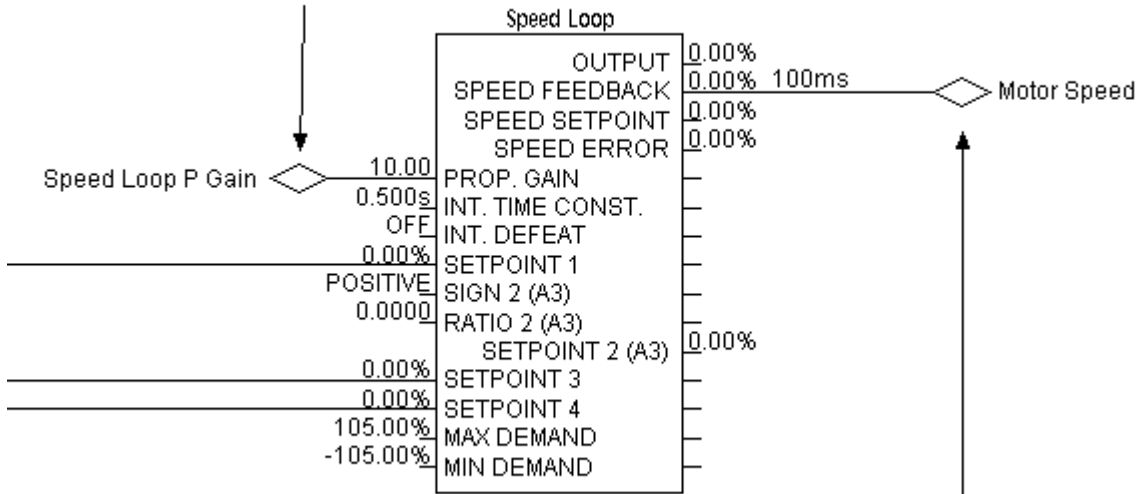 Speed Loop
OUTPUT 0.00%
SPEED FEEDBACK 0.00% 100ms Motor Speed
SPEED SETPOINT 0.00%
SPEED ERROR 0.00%
Speed Loop P Gain 10.00 PROP. GAIN
0.500s INT. TIME CONST.
OFF INT. DEFEAT
0.00% SETPOINT 1
POSITIVE SIGN 2 (A3)
0.0000 RATIO 2 (A3)
SETPOINT 2 (A3) 0.00%
0.00% SETPOINT 3
0.00% SETPOINT 4
105.00% MAX DEMAND
-105.00% MIN DEMAND